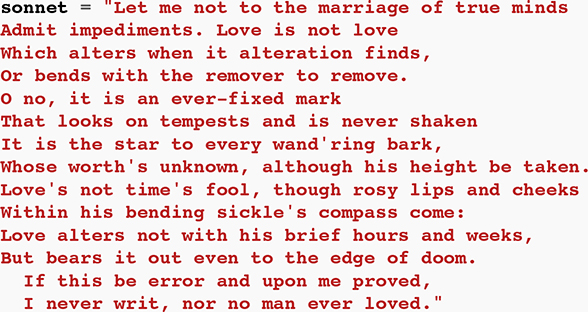 sonnet = "Let me not to the marriage of true minds
Admit impediments. Love is not love
Which alters when it alteration finds,
Or bends with the remover to remove.
O no, it is an ever-fixed mark
That looks on tempests and is never shaken
It is the star to every wand'ring bark,
Whose worth's unknown, although his height be taken.
Love's not time's fool, though rosy lips and cheeks
Within his bending sickle's compass come:
Love alters not with his brief hours and weeks,
But bears it out even to the edge of doom.
  If this be error and upon me proved,
  I never writ, nor no man ever loved."